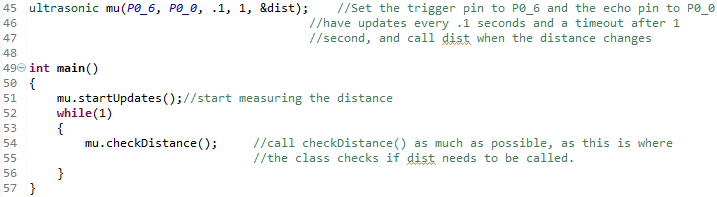 45 ultrasonic mu(P0_6, P0_0, .1, 1, &dist);    //Set the trigger pin to P0_6 and the echo pin to P0_0
46                                         //have updates every .1 seconds and a timeout after 1
47                                         //second, and call dist when the distance changes
48
49 int main()
50 {
51     mu.startUpdates();//start measuring the distance
52     while(1)
53     {
54         mu.checkDistance();     //call checkDistance() as much as possible, as this is where
55                                 //the class checks if dist needs to be called.
56     }
57 }